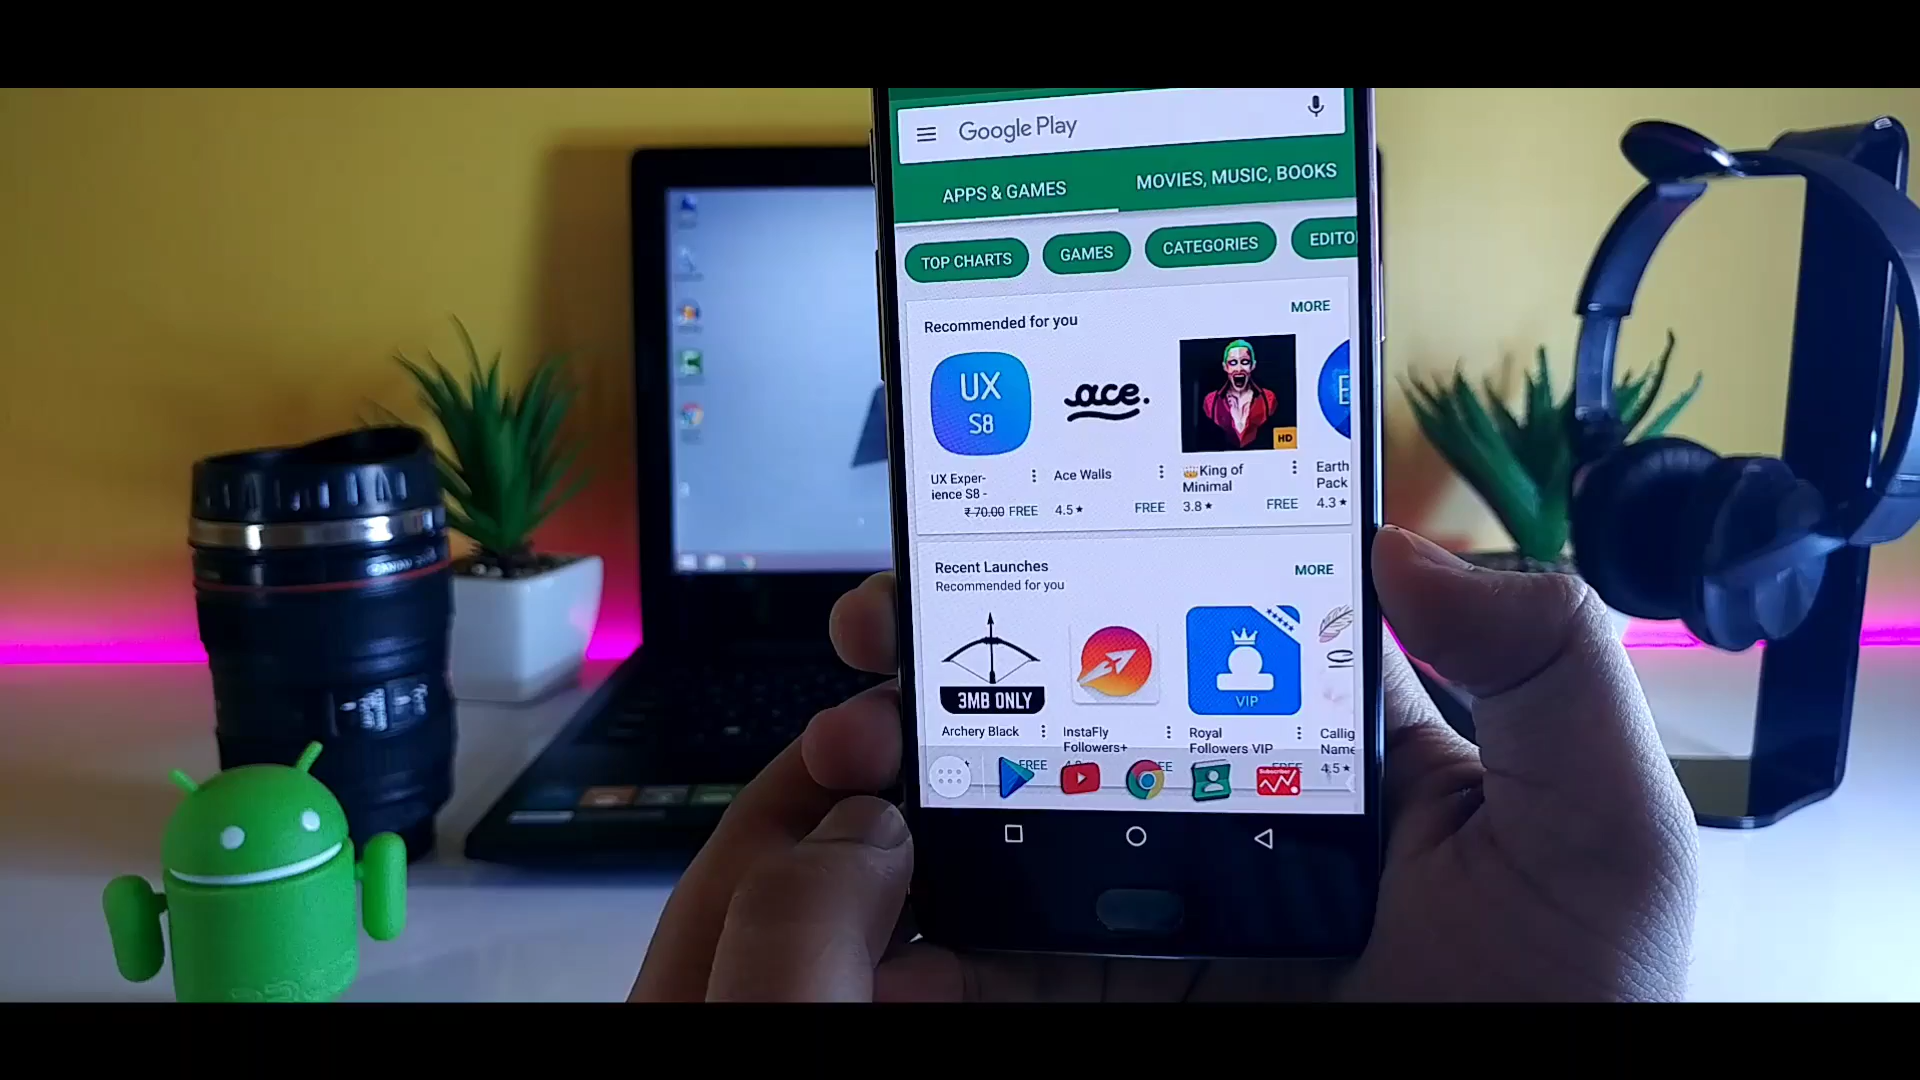 Google Play
APPS & GAMES
MOVIES, MUSIC, BOOKS
TOP CHARTS
GAMES
CATEGORIES
EDITO
Recommended for you
MORE
UX
S8
ace.
HD
UX Exper-
ience S8 -
₹ 70.00 FREE
Ace Walls
4.5★
FREE
👑King of
Minimal
3.8★
FREE
Earth
Pack
4.3★
Recent Launches
MORE
Recommended for you
3MB ONLY
VIP
Archery Black
FREE
InstaFly
Followers+
Royal
Followers VIP
FREE
Callig
Name
4.5★